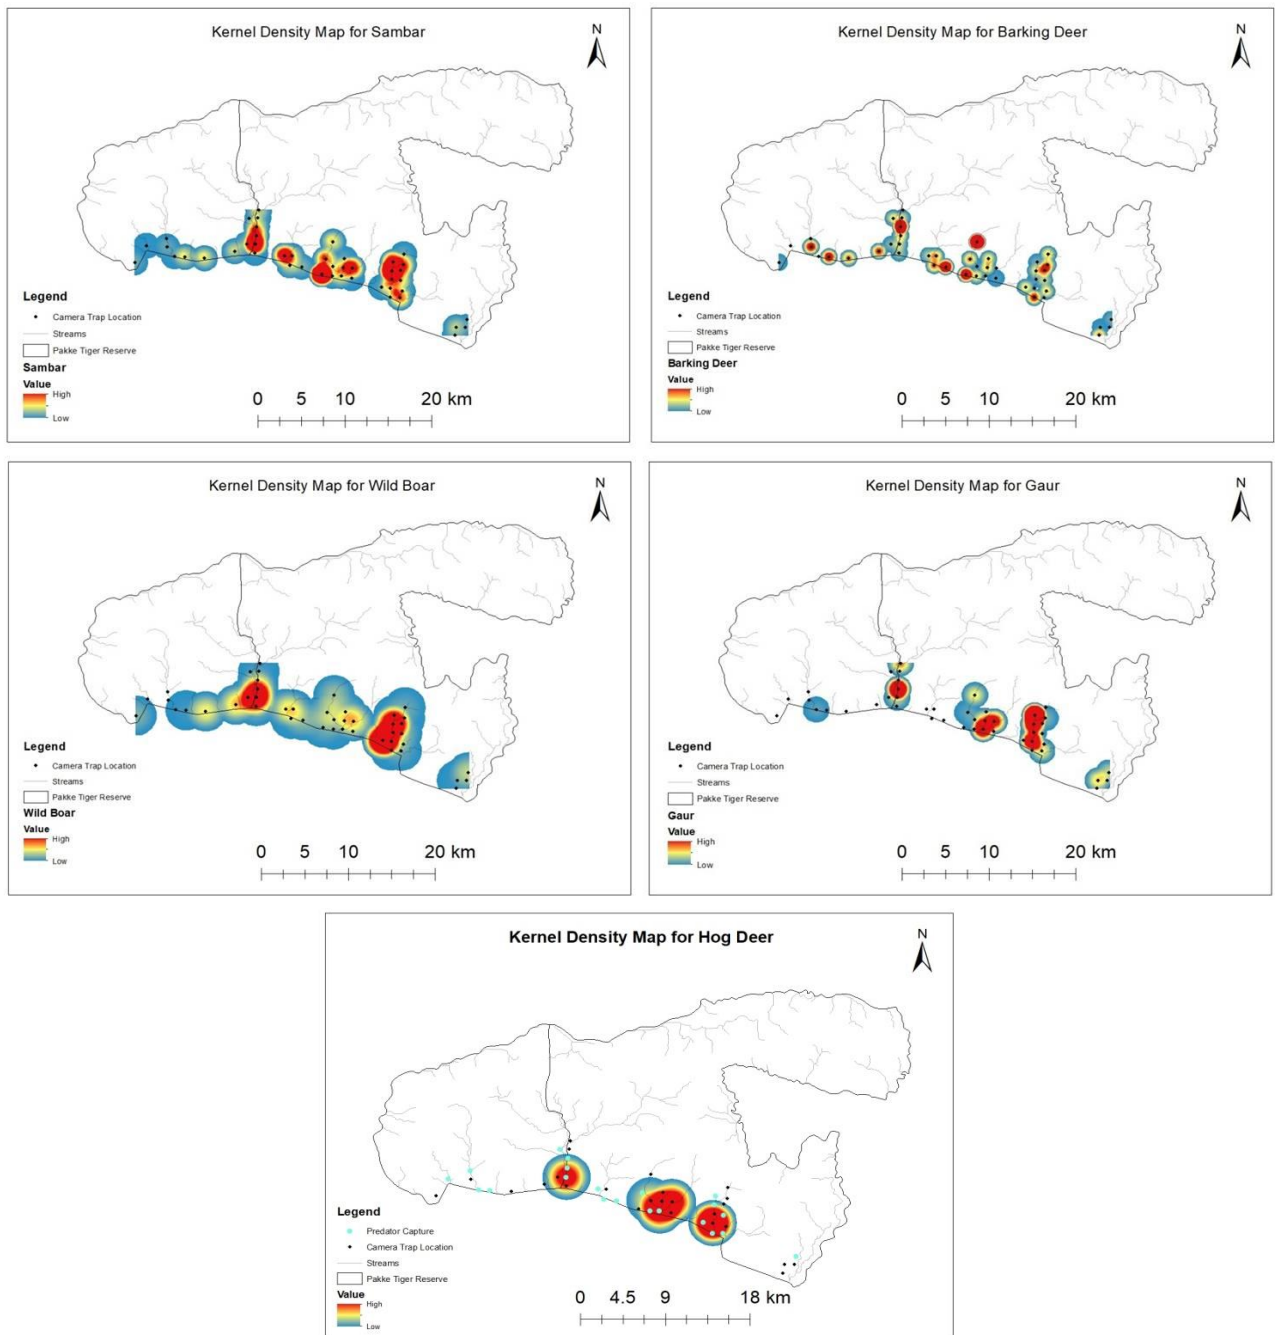 Kernel Density Map for Sambar
N
Legend
Camera Trap Location
Streams
Pakke Tiger Reserve
Sambar
Value
High
Low
0 5 10 20 km
Kernel Density Map for Barking Deer
N
Legend
Camera Trap Location
Streams
Pakke Tiger Reserve
Barking Deer
Value
High
Low
0 5 10 20 km
Kernel Density Map for Wild Boar
N
Legend
Camera Trap Location
Streams
Pakke Tiger Reserve
Wild Boar
Value
High
Low
0 5 10 20 km
Kernel Density Map for Gaur
N
Legend
Camera Trap Location
Streams
Pakke Tiger Reserve
Gaur
Value
High
Low
0 5 10 20 km
Kernel Density Map for Hog Deer
N
Legend
Predator Capture
Camera Trap Location
Streams
Pakke Tiger Reserve
Value
High
Low
0 4.5 9 18 km